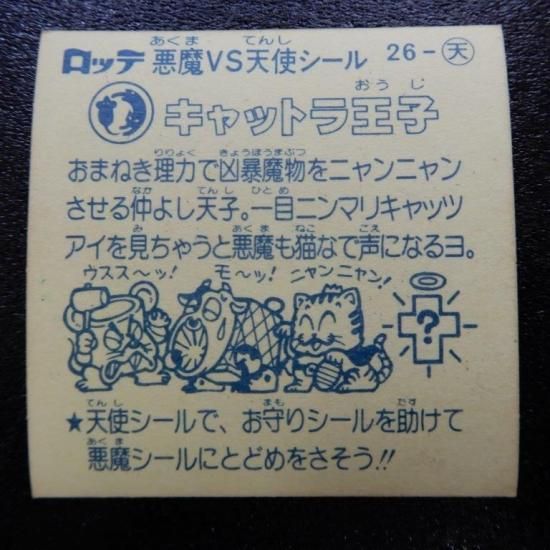 ロッテ 悪魔VS天使シール 26-天
キャットラ王子
おまねき理力で凶暴魔物をニャンニャン
させる仲よし天子。一目ニンマリキャッツ
アイを見ちゃうと悪魔も猫なで声になるヨ。
ウスス〜ッ! モ〜ッ! ニャンニャン!
?
★天使シールで、お守りシールを助けて
悪魔シールにとどめをさそう!!